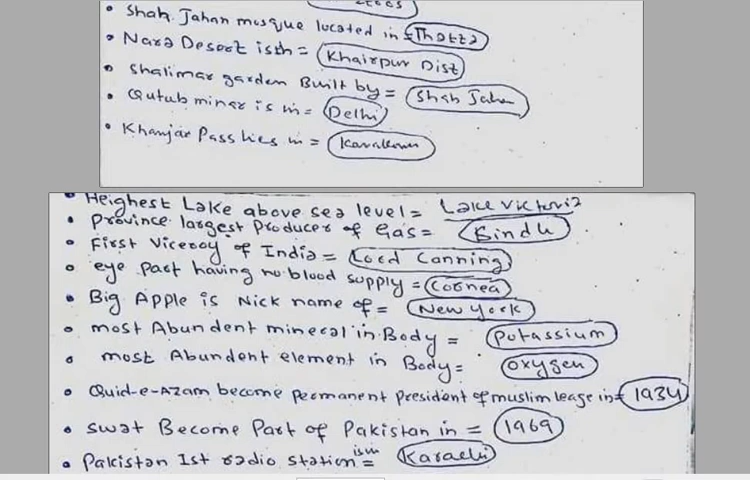 • Shah Jahan mosque located in = Thatta
• Nara Desert isth = Khairpur Dist
• Shalimar garden Built by = Shah Jahan
• Qutub minar is in = Delhi
• Khanjar Pass lies in = Karakorum
• Heighest Lake above sea level = Lake Victoria
• Province largest Producer of Gas = Sindh
• First Viceroy of India = Lord Canning
• eye Part having no blood supply = Cornea
• Big Apple is Nick name of = New York
• most Abundent mineral in Body = Potassium
• most Abundent element in Body = oxygen
• Quid-e-Azam become permanent president of muslim leage in = 1934
• Swat Become Part of Pakistan in = 1969
• Pakistan 1st radio station is in = Karachi